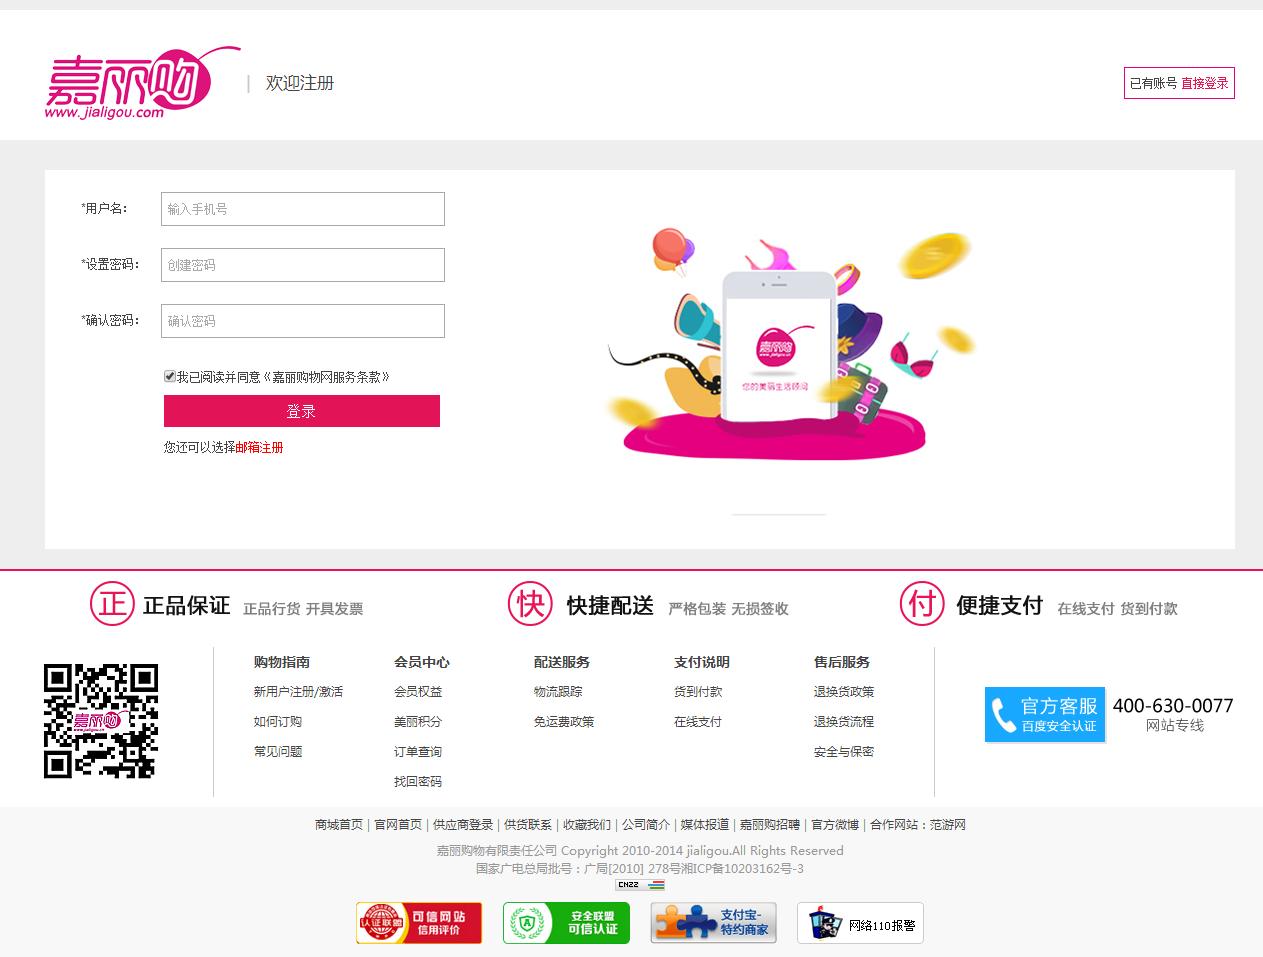 嘉丽购
www.jialigou.com
| 欢迎注册
已有账号 直接登录
*用户名：
输入手机号
*设置密码：
创建密码
*确认密码：
确认密码
我已阅读并同意《嘉丽购物网服务条款》
登录
您还可以选择邮箱注册
嘉丽购
www.jialigou.cn
您的美丽生活顾问
正 正品保证 正品行货 开具发票
快 快捷配送 严格包装 无损签收
付 便捷支付 在线支付 货到付款
嘉丽购
www.jialigou.cn
购物指南
新用户注册/激活
如何订购
常见问题
会员中心
会员权益
美丽积分
订单查询
找回密码
配送服务
物流跟踪
免运费政策
支付说明
货到付款
在线支付
售后服务
退换货政策
退换货流程
安全与保密
官方客服
百度安全认证
400-630-0077
网站专线
商城首页 | 官网首页 | 供应商登录 | 供货联系 | 收藏我们 | 公司简介 | 媒体报道 | 嘉丽购招聘 | 官方微博 | 合作网站：范游网
嘉丽购物有限责任公司 Copyright 2010-2014 jialigou.All Rights Reserved
国家广电总局批号：广局[2010] 278号湘ICP备10203162号-3
CNZZ
认证联盟
可信网站
信用评价
安全联盟
可信认证
支付宝-
特约商家
网络110报警